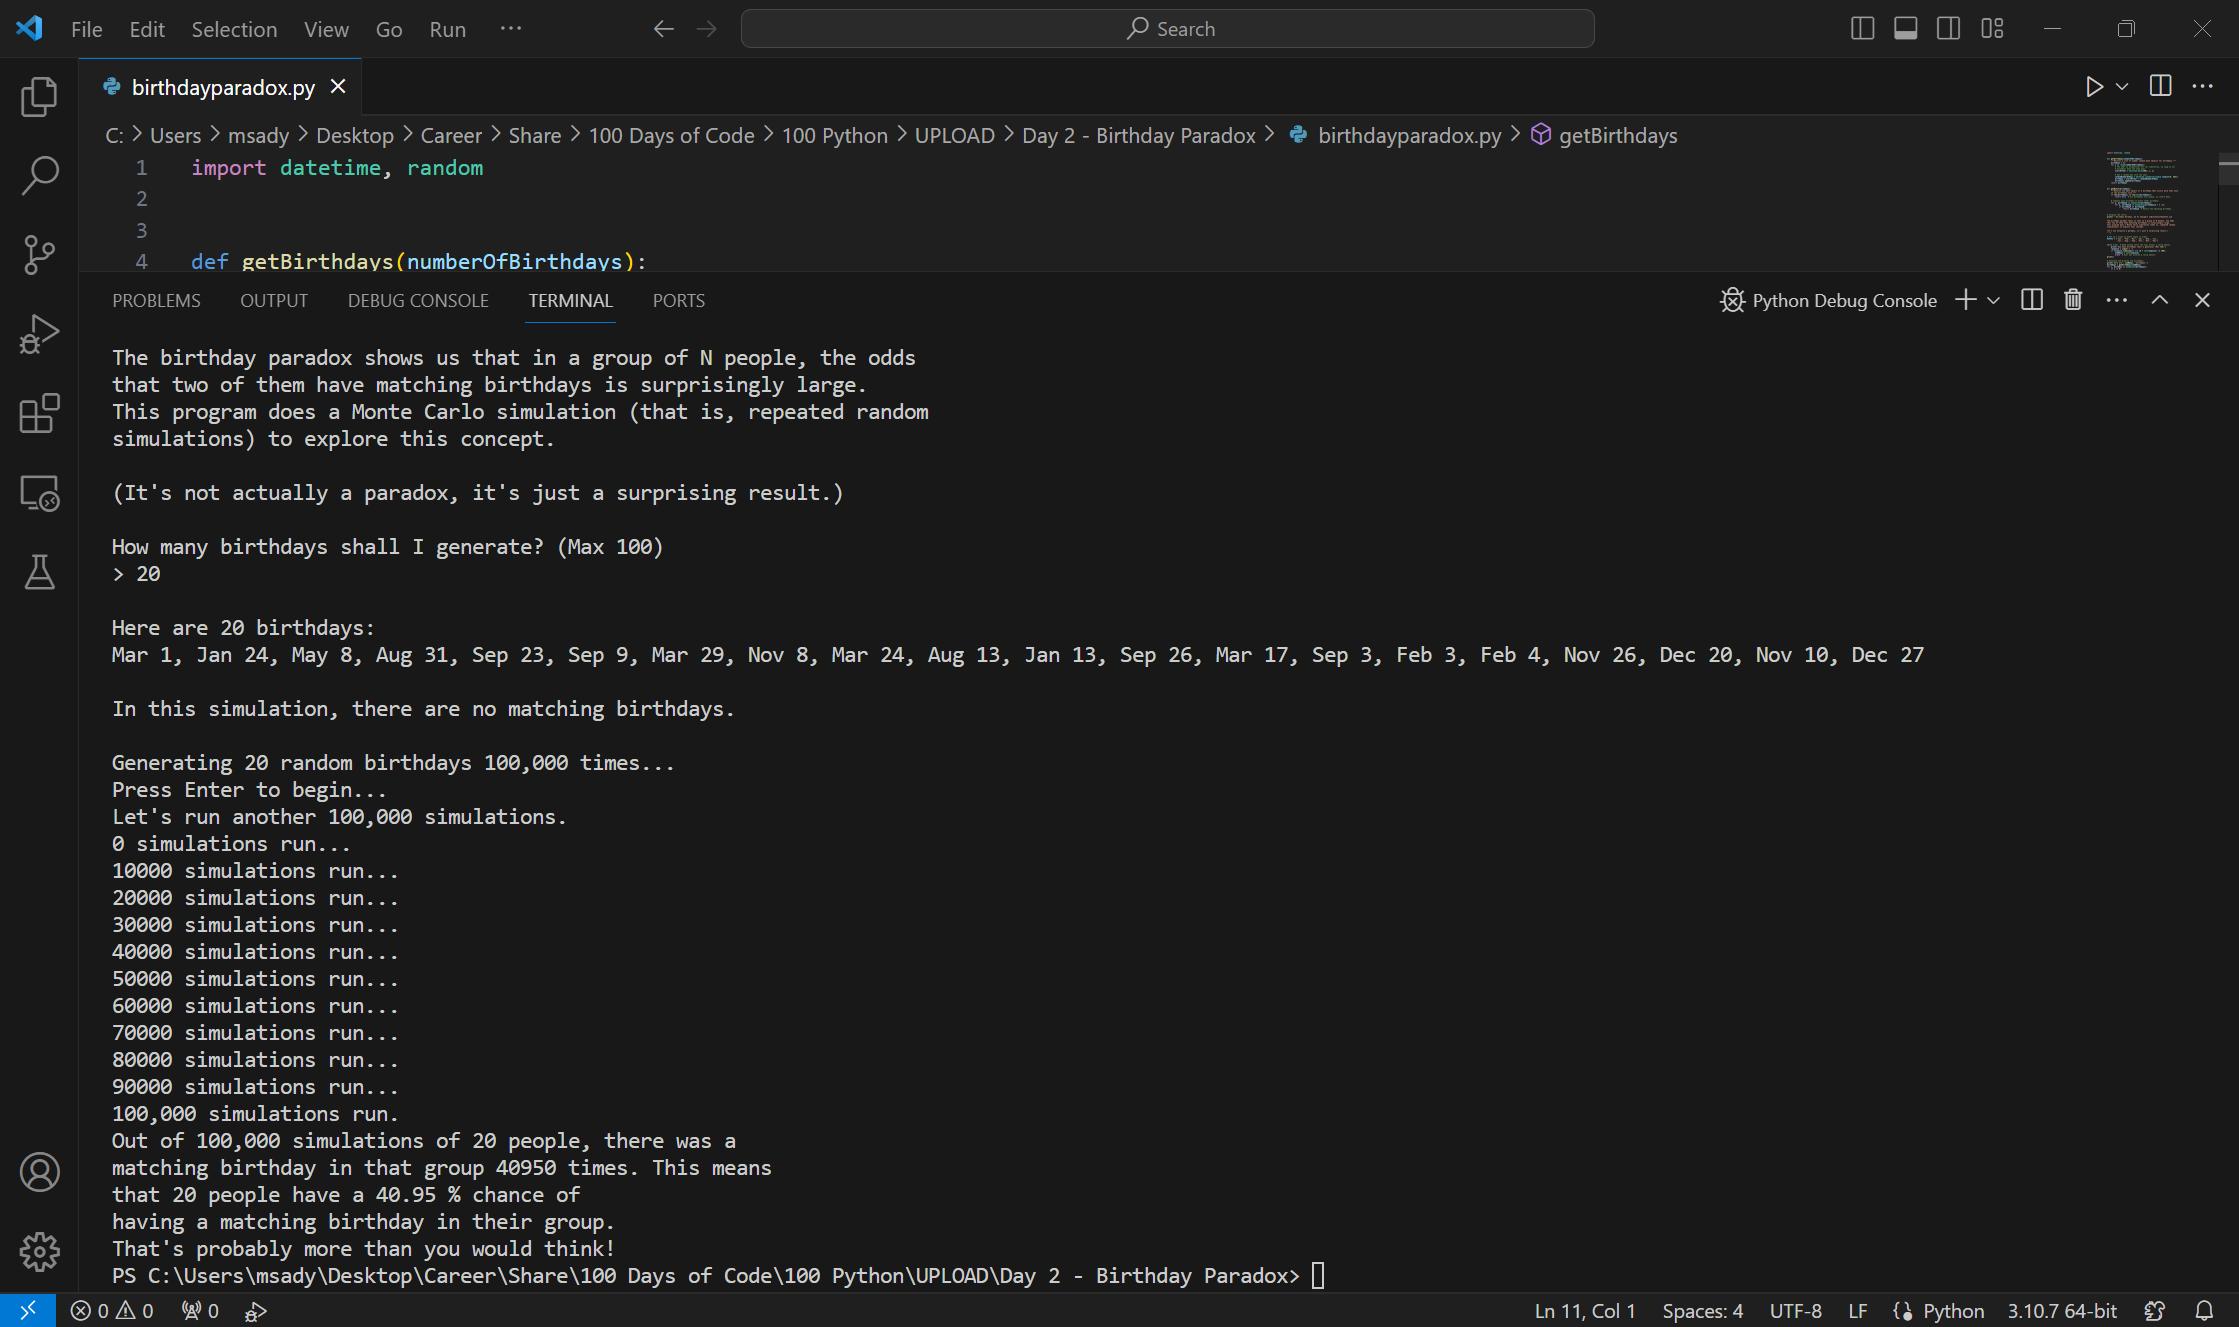 File Edit Selection View Go Run ··· Search
birthdayparadox.py
C: > Users > msady > Desktop > Career > Share > 100 Days of Code > 100 Python > UPLOAD > Day 2 - Birthday Paradox > birthdayparadox.py > getBirthdays
1 import datetime, random
2
3
4 def getBirthdays(numberOfBirthdays):
PROBLEMS OUTPUT DEBUG CONSOLE TERMINAL PORTS Python Debug Console
The birthday paradox shows us that in a group of N people, the odds
that two of them have matching birthdays is surprisingly large.
This program does a Monte Carlo simulation (that is, repeated random
simulations) to explore this concept.
(It's not actually a paradox, it's just a surprising result.)
How many birthdays shall I generate? (Max 100)
> 20
Here are 20 birthdays:
Mar 1, Jan 24, May 8, Aug 31, Sep 23, Sep 9, Mar 29, Nov 8, Mar 24, Aug 13, Jan 13, Sep 26, Mar 17, Sep 3, Feb 3, Feb 4, Nov 26, Dec 20, Nov 10, Dec 27
In this simulation, there are no matching birthdays.
Generating 20 random birthdays 100,000 times...
Press Enter to begin...
Let's run another 100,000 simulations.
0 simulations run...
10000 simulations run...
20000 simulations run...
30000 simulations run...
40000 simulations run...
50000 simulations run...
60000 simulations run...
70000 simulations run...
80000 simulations run...
90000 simulations run...
100,000 simulations run.
Out of 100,000 simulations of 20 people, there was a
matching birthday in that group 40950 times. This means
that 20 people have a 40.95 % chance of
having a matching birthday in their group.
That's probably more than you would think!
PS C:\Users\msady\Desktop\Career\Share\100 Days of Code\100 Python\UPLOAD\Day 2 - Birthday Paradox>
0 0 0 Ln 11, Col 1 Spaces: 4 UTF-8 LF Python 3.10.7 64-bit